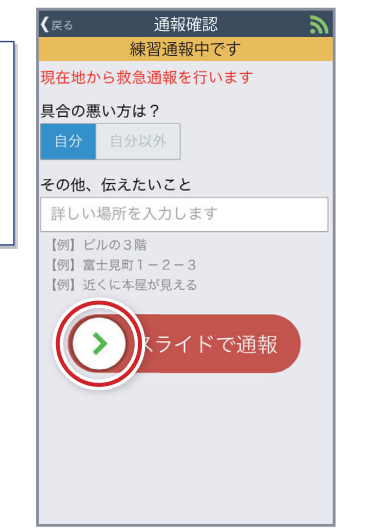 戻る
通報確認
練習通報中です
現在地から救急通報を行います
具合の悪い方は？
自分 自分以外
その他、伝えたいこと
詳しい場所を入力します
【例】ビルの３階
【例】富士見町１－２－３
【例】近くに本屋が見える
スライドで通報